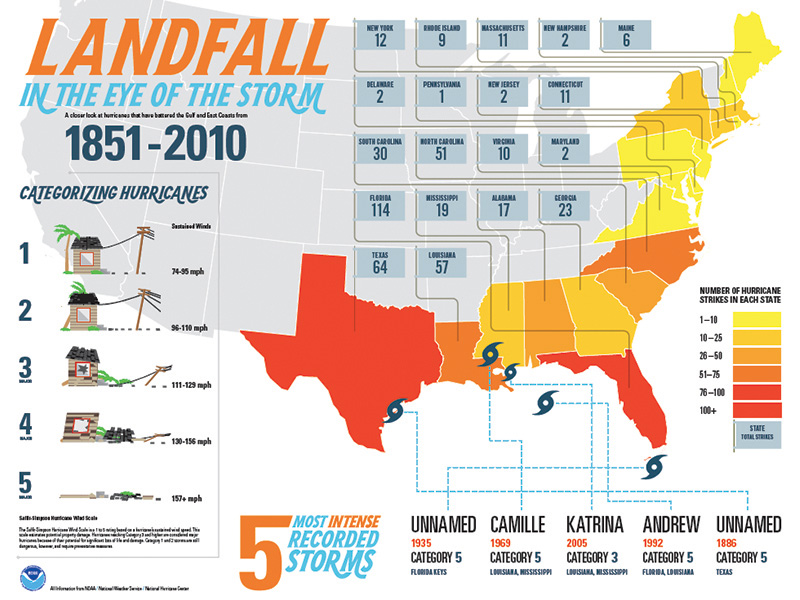 LANDFALL
IN THE EYE OF THE STORM
A closer look at hurricanes that have battered the Gulf and East Coasts from
1851-2010
NEW YORK
12
RHODE ISLAND
9
MASSACHUSETTS
11
NEW HAMPSHIRE
2
MAINE
6
DELAWARE
2
PENNSYLVANIA
1
NEW JERSEY
2
CONNECTICUT
11
SOUTH CAROLINA
30
NORTH CAROLINA
51
VIRGINIA
10
MARYLAND
2
FLORIDA
114
MISSISSIPPI
19
ALABAMA
17
GEORGIA
23
TEXAS
64
LOUISIANA
57
CATEGORIZING HURRICANES
Sustained Winds
1
74-95 mph
2
96-110 mph
3
MAJOR
111-129 mph
4
MAJOR
130-156 mph
5
MAJOR
157+ mph
Saffir-Simpson Hurricane Wind Scale
The Saffir-Simpson Hurricane Wind Scale is a 1 to 5 rating based on a hurricane's sustained wind speed. This
scale estimates potential property damage. Hurricanes reaching Category 3 and higher are considered major
hurricanes because of their potential for significant loss of life and damage. Category 1 and 2 storms are still
dangerous, however, and require preventative measures.
NOAA
All Information from NOAA / National Weather Service / National Hurricane Center
NUMBER OF HURRICANE
STRIKES IN EACH STATE
1–10
10–25
26–50
51–75
76–100
100+
STATE
TOTAL STRIKES
5 MOST INTENSE
RECORDED
STORMS
UNNAMED
1935
CATEGORY 5
FLORIDA KEYS
CAMILLE
1969
CATEGORY 5
LOUISIANA, MISSISSIPPI
KATRINA
2005
CATEGORY 3
LOUISIANA, MISSISSIPPI
ANDREW
1992
CATEGORY 5
FLORIDA, LOUISIANA
UNNAMED
1886
CATEGORY 5
TEXAS